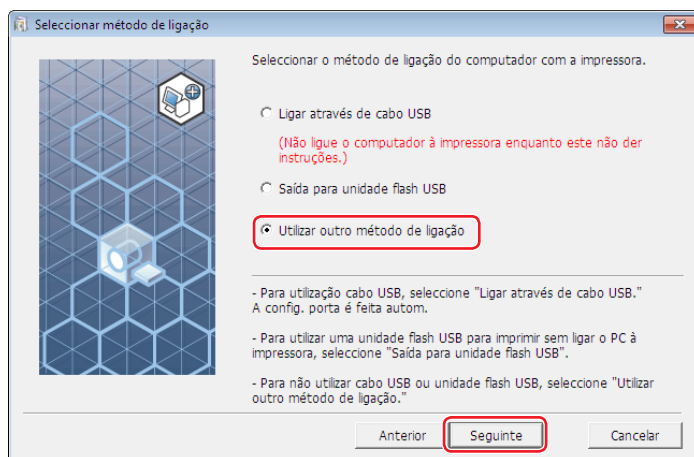 Seleccionar método de ligação
Seleccionar o método de ligação do computador com a impressora.
Ligar através de cabo USB
(Não ligue o computador à impressora enquanto este não der
instruções.)
Saída para unidade flash USB
Utilizar outro método de ligação
- Para utilização cabo USB, seleccione "Ligar através de cabo USB."
A config. porta é feita autom.
- Para utilizar uma unidade flash USB para imprimir sem ligar o PC à
impressora, seleccione "Saída para unidade flash USB".
- Para não utilizar cabo USB ou unidade flash USB, seleccione "Utilizar
outro método de ligação."
Anterior Seguinte Cancelar